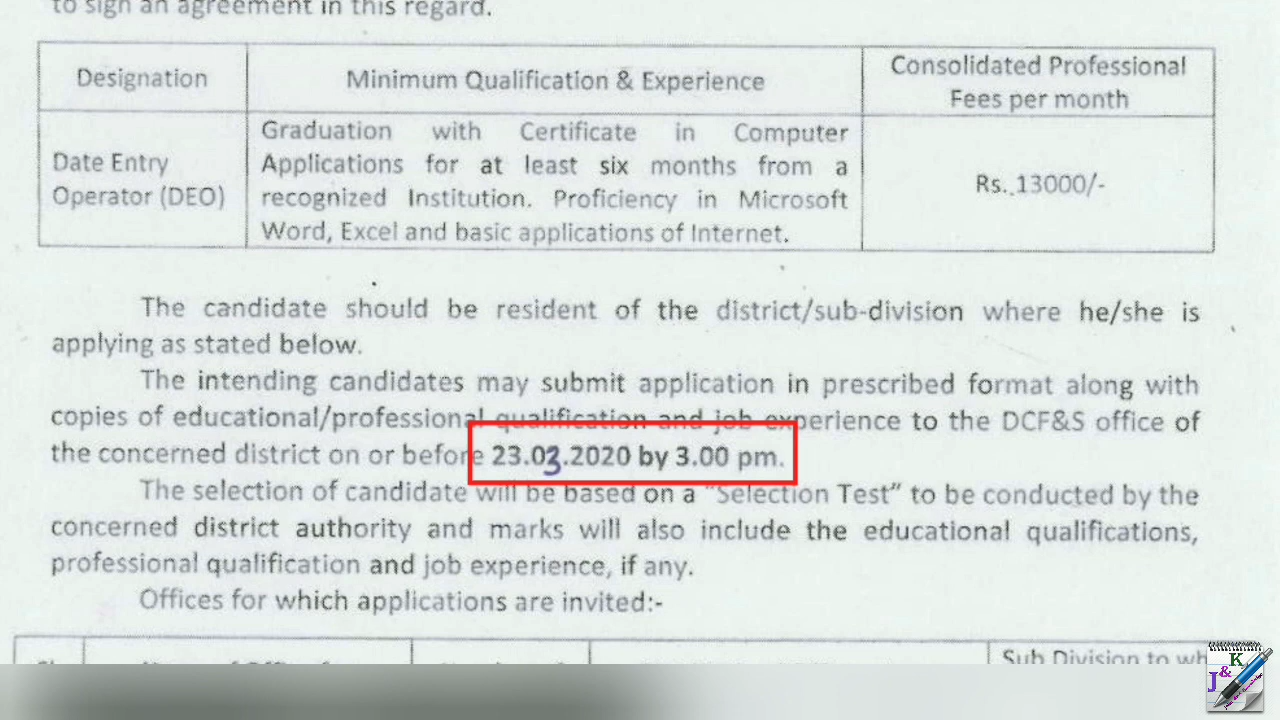 to sign an agreement in this regard.
Designation
Minimum Qualification & Experience
Consolidated Professional
Fees per month
Date Entry
Operator (DEO)
Graduation with Certificate in Computer
Applications for at least six months from a
recognized Institution. Proficiency in Microsoft
Word, Excel and basic applications of Internet.
Rs. 13000/-
The candidate should be resident of the district/sub-division where he/she is
applying as stated below.
The intending candidates may submit application in prescribed format along with
copies of educational/professional qualification and job experience to the DCF&S office of
the concerned district on or before 23.03.2020 by 3.00 pm.
The selection of candidate will be based on a "Selection Test" to be conducted by the
concerned district authority and marks will also include the educational qualifications,
professional qualification and job experience, if any.
Offices for which applications are invited:-
Sub Division to wh
J&K